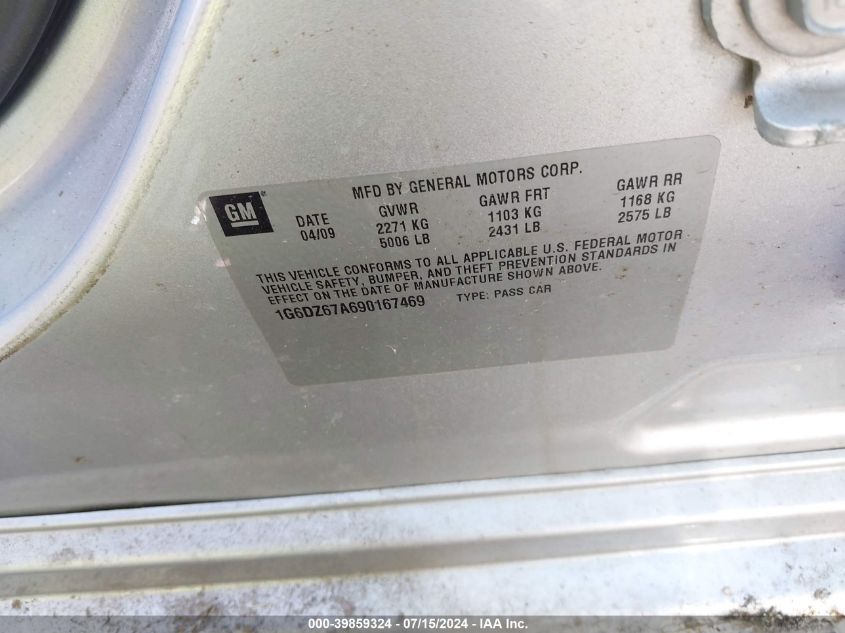 GM
MFD BY GENERAL MOTORS CORP.
DATE GVWR GAWR FRT GAWR RR
04/09 2271 KG 1103 KG 1168 KG
5006 LB 2431 LB 2575 LB
THIS VEHICLE CONFORMS TO ALL APPLICABLE U.S. FEDERAL MOTOR
VEHICLE SAFETY, BUMPER, AND THEFT PREVENTION STANDARDS IN
EFFECT ON THE DATE OF MANUFACTURE SHOWN ABOVE.
1G6DZ67A690167469 TYPE: PASS CAR
000-39859324 - 07/15/2024 - IAA Inc.